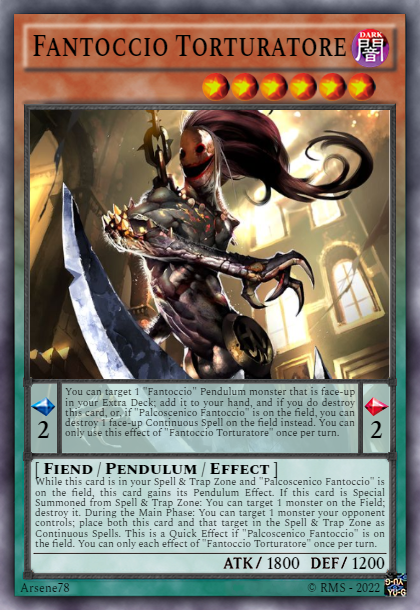 Fantoccio Torturatore
DARK
闇
You can target 1 "Fantoccio" Pendulum monster that is face-up
in your Extra Deck; add it to your hand, and if you do destroy
this card, or, if "Palcoscenico Fantoccio" is on the field, you can
destroy 1 face-up Continuous Spell on the field instead. You can
only use this effect of "Fantoccio Torturatore" once per turn.
2
2
[ Fiend / Pendulum / Effect ]
While this card is in your Spell & Trap Zone and "Palcoscenico Fantoccio" is
on the field, this card gains its Pendulum Effect. If this card is Special
Summoned from Spell & Trap Zone: You can target 1 monster on the Field;
destroy it. During the Main Phase: You can target 1 monster your opponent
controls; place both this card and that target in the Spell & Trap Zone as
Continuous Spells. This is a Quick Effect if "Palcoscenico Fantoccio" is on
the field. You can only each effect of "Fantoccio Torturatore" once per turn.
ATK / 1800 DEF / 1200
Arsene78
© RMS - 2022